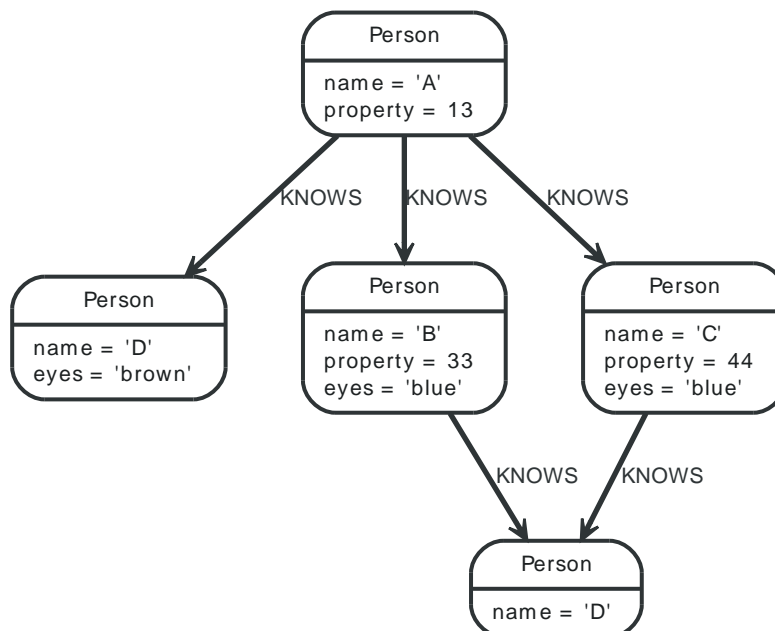 Person
name = 'A'
property = 13
KNOWS
KNOWS
KNOWS
Person
name = 'D'
eyes = 'brown'
Person
name = 'B'
property = 33
eyes = 'blue'
Person
name = 'C'
property = 44
eyes = 'blue'
KNOWS
KNOWS
Person
name = 'D'